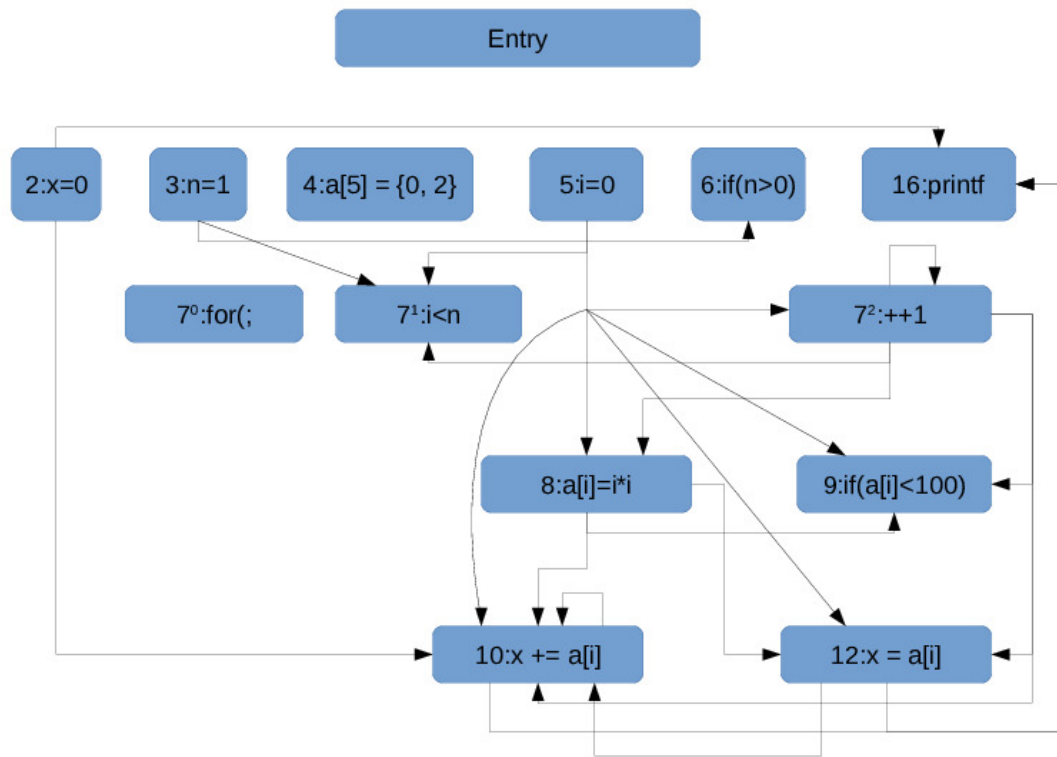 Entry
2:x=0
3:n=1
4:a[5] = {0, 2}
5:i=0
6:if(n>0)
16:printf
7⁰:for(;
7¹:i<n
7²:++1
8:a[i]=i*i
9:if(a[i]<100)
10:x += a[i]
12:x = a[i]